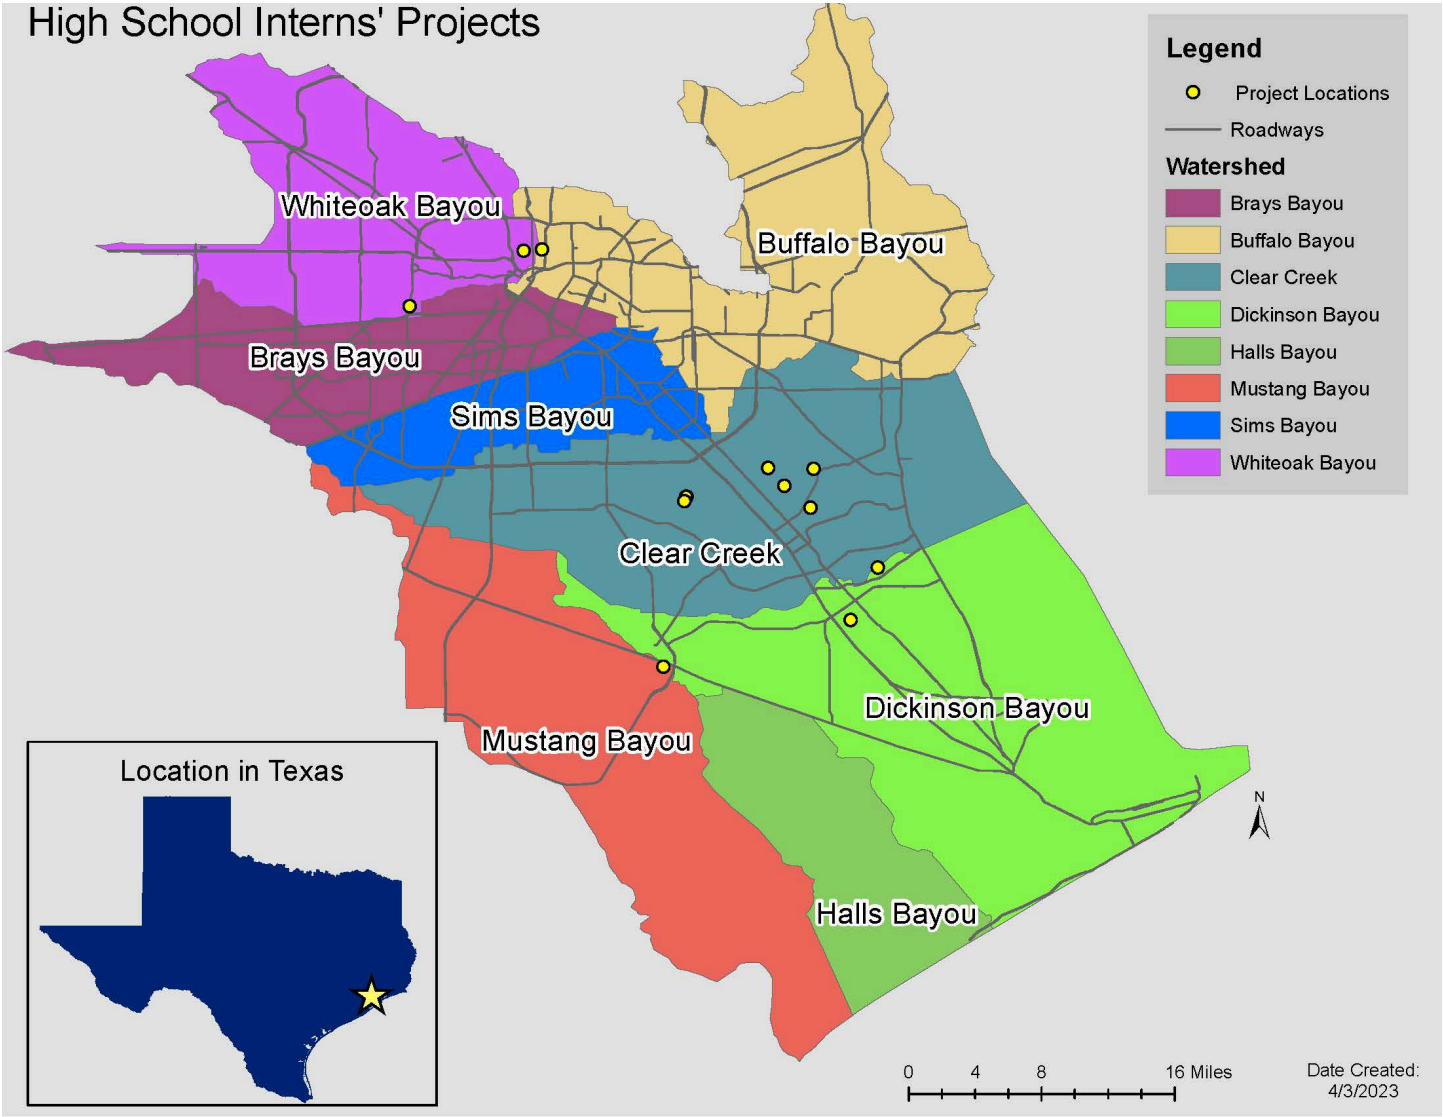 High School Interns' Projects
Legend
Project Locations
Roadways
Watershed
Brays Bayou
Buffalo Bayou
Clear Creek
Dickinson Bayou
Halls Bayou
Mustang Bayou
Sims Bayou
Whiteoak Bayou
Whiteoak Bayou
Buffalo Bayou
Brays Bayou
Sims Bayou
Clear Creek
Dickinson Bayou
Mustang Bayou
Halls Bayou
Location in Texas
N
0 4 8 16 Miles
Date Created:
4/3/2023